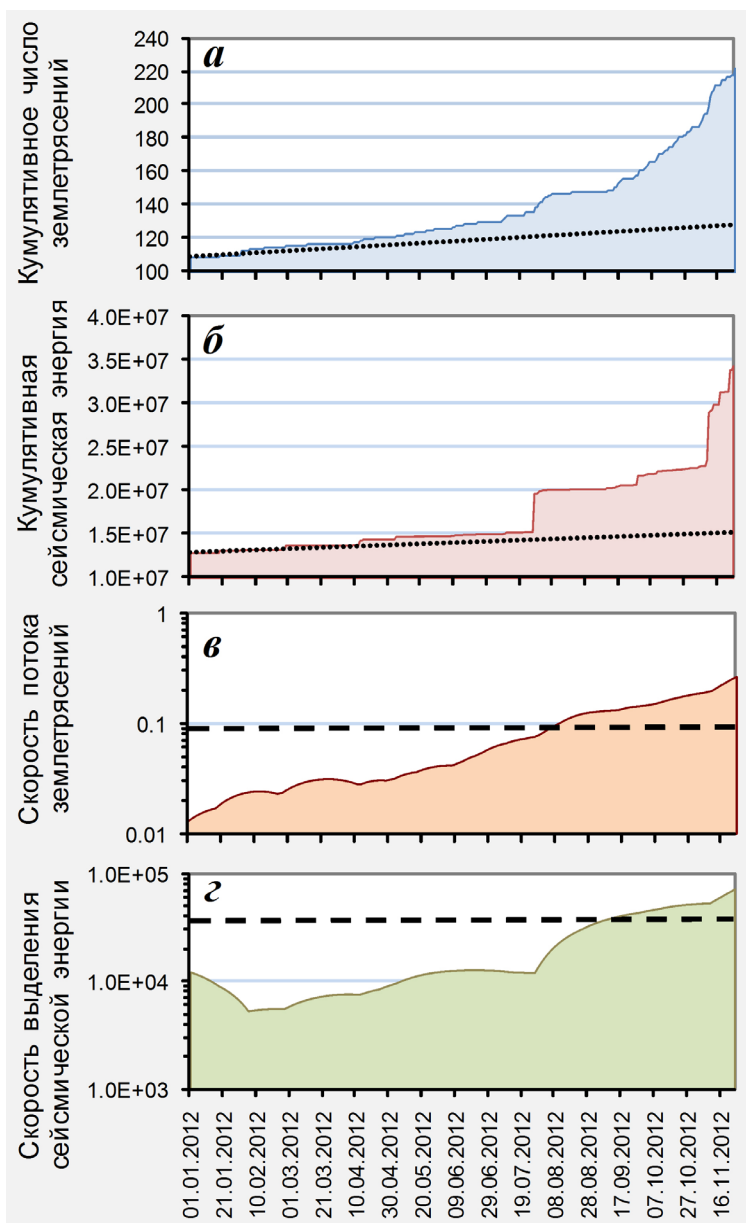 Кумулятивное число
землетрясений
240
220
200
180
160
140
120
100
а
Кумулятивная
сейсмическая энергия
4.0E+07
3.5E+07
3.0E+07
2.5E+07
2.0E+07
1.5E+07
1.0E+07
б
Скорость потока
землетрясений
1
0.1
0.01
в
Скорость выделения
сейсмической энергии
1.0E+05
1.0E+04
1.0E+03
г
01.01.2012
21.01.2012
10.02.2012
01.03.2012
21.03.2012
10.04.2012
30.04.2012
20.05.2012
09.06.2012
29.06.2012
19.07.2012
08.08.2012
28.08.2012
17.09.2012
07.10.2012
27.10.2012
16.11.2012